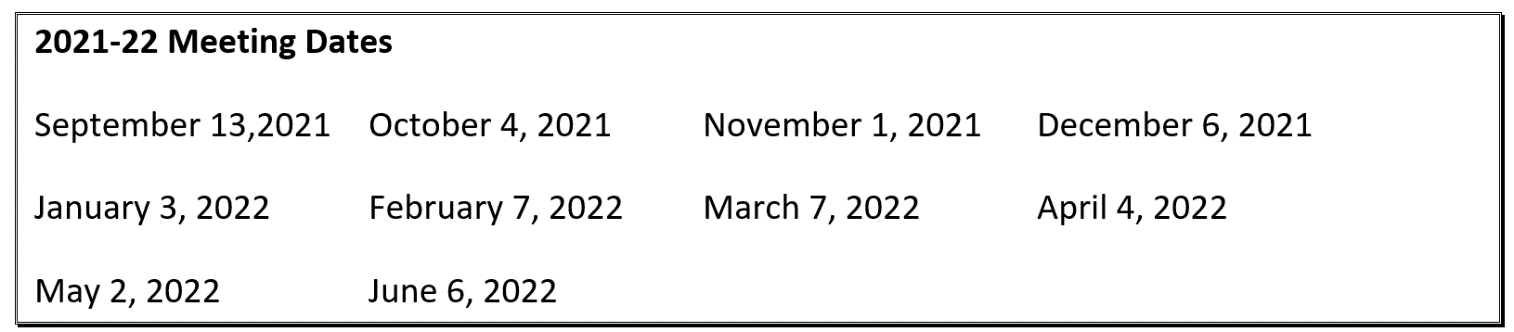 2021-22 Meeting Dates
September 13,2021 October 4, 2021 November 1, 2021 December 6, 2021
January 3, 2022 February 7, 2022 March 7, 2022 April 4, 2022
May 2, 2022 June 6, 2022